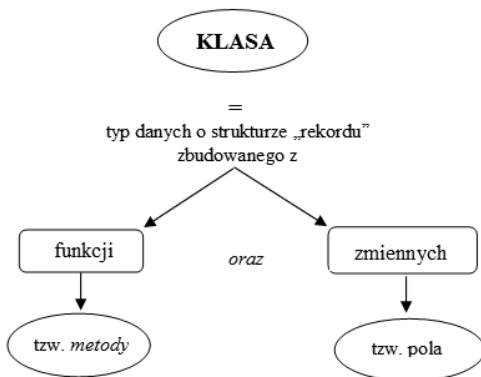 KLASA
=
typ danych o strukturze „rekordu”
zbudowanego z
funkcji
oraz
zmiennych
tzw. metody
tzw. pola